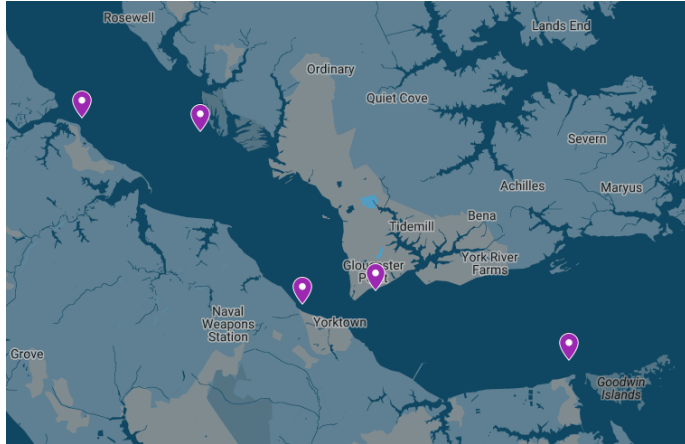 Rosewell
Lands End
Ordinary
Quiet Cove
Severn
Achilles
Maryus
Bena
Tidemill
York River
Farms
Gloucester
Point
Naval
Weapons
Station
Yorktown
Grove
Goodwin
Islands